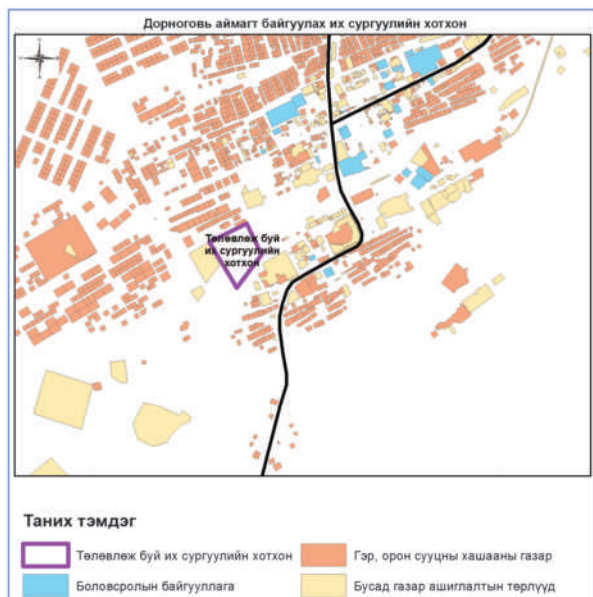 Дорноговь аймагт байгуулах их сургуулийн хотхон
Төлөвлөж буй
их сургуулийн
хотхон
Таних тэмдэг
Төлөвлөж буй их сургуулийн хотхон
Гэр, орон сууцны хашааны газар
Боловсролын байгууллага
Бусад газар ашиглалтын төрлүүд